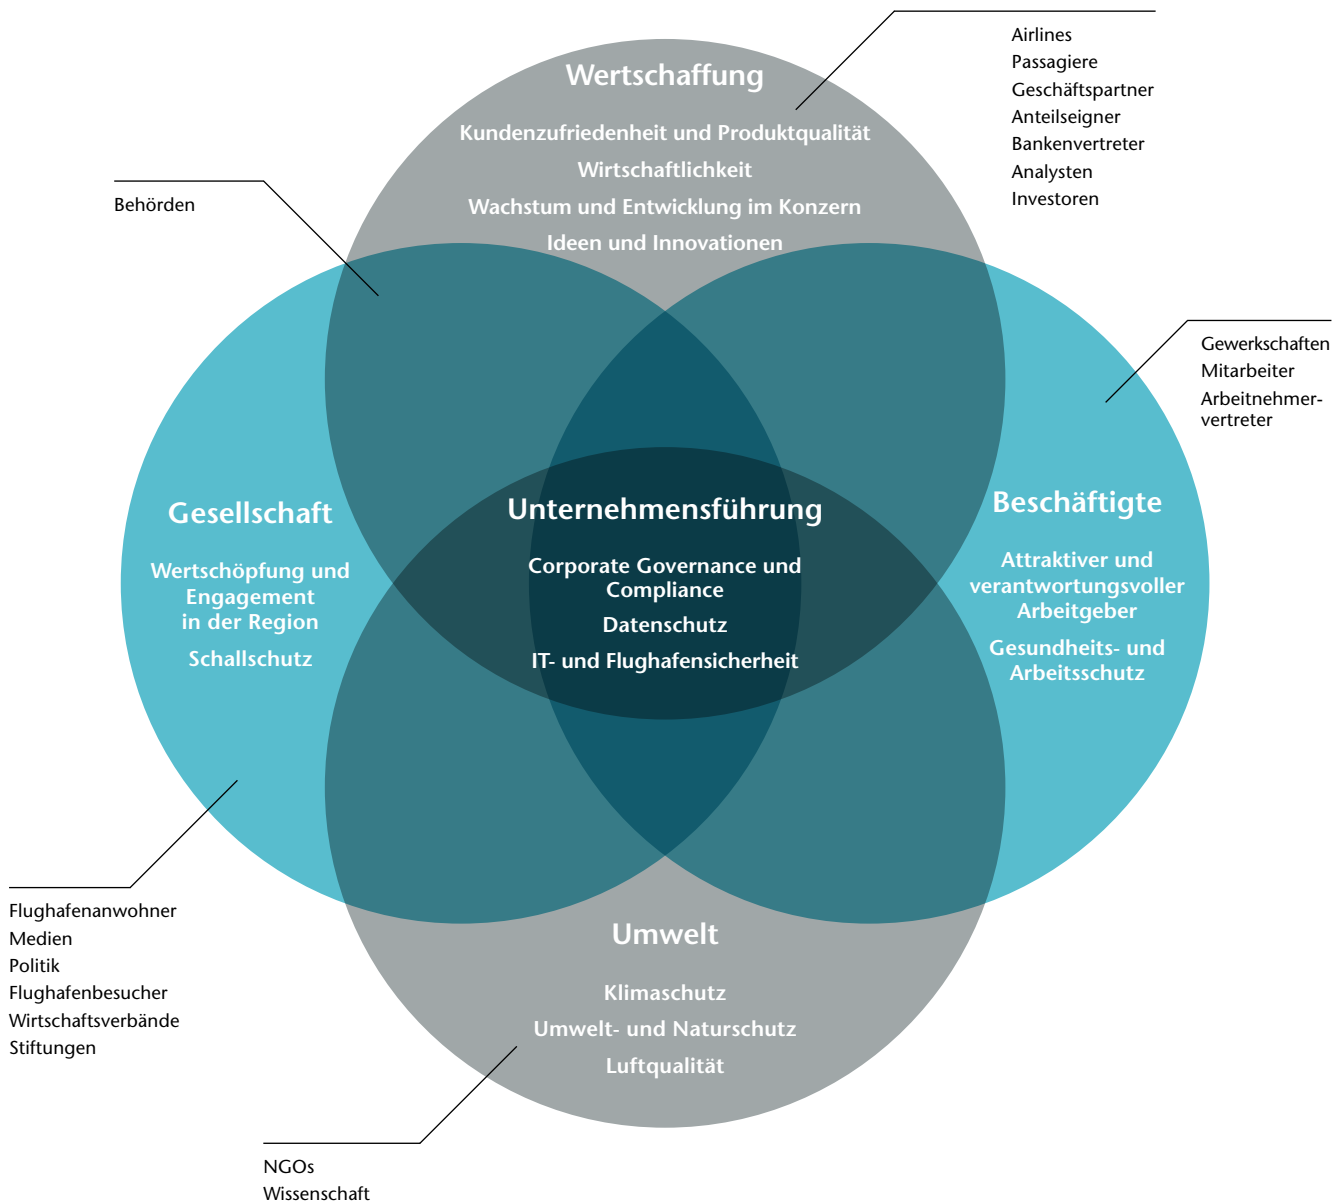 Airlines
Passagiere
Geschäftspartner
Anteilseigner
Bankenvertreter
Analysten
Investoren
Wertschaffung
Kundenzufriedenheit und Produktqualität
Wirtschaftlichkeit
Wachstum und Entwicklung im Konzern
Ideen und Innovationen
Behörden
Gewerkschaften
Mitarbeiter
Arbeitnehmer-
vertreter
Gesellschaft
Wertschöpfung und
Engagement
in der Region
Schallschutz
Unternehmensführung
Corporate Governance und
Compliance
Datenschutz
IT- und Flughafensicherheit
Beschäftigte
Attraktiver und
verantwortungsvoller
Arbeitgeber
Gesundheits- und
Arbeitsschutz
Flughafenanwohner
Medien
Politik
Flughafenbesucher
Wirtschaftsverbände
Stiftungen
Umwelt
Klimaschutz
Umwelt- und Naturschutz
Luftqualität
NGOs
Wissenschaft